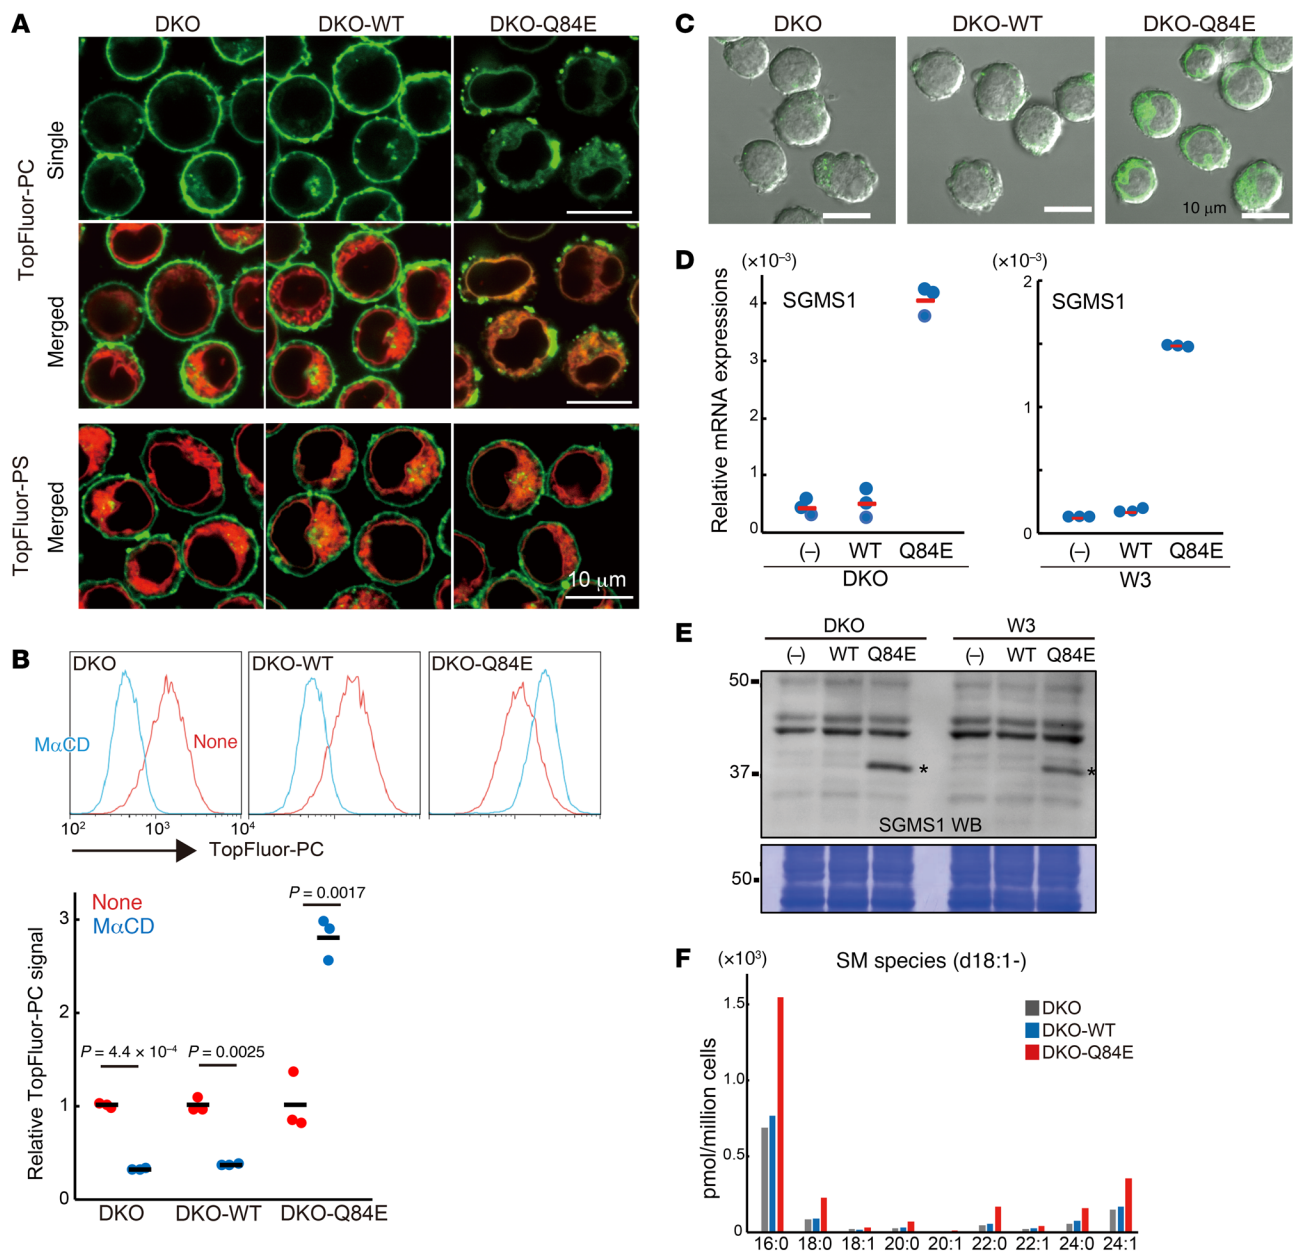 A
DKO
DKO-WT
DKO-Q84E
TopFluor-PC
Single
Merged
TopFluor-PS
Merged
10 μm
B
DKO
DKO-WT
DKO-Q84E
MαCD
None
10²
10³
10⁴
TopFluor-PC
None
MαCD
P = 0.0017
P = 4.4 × 10⁻⁴
P = 0.0025
Relative TopFluor-PC signal
3
2
1
0
DKO
DKO-WT
DKO-Q84E
C
DKO
DKO-WT
DKO-Q84E
10 μm
D
(×10⁻³)
SGMS1
Relative mRNA expressions
4
3
2
1
0
(–)
WT
Q84E
DKO
(×10⁻³)
SGMS1
2
1
0
(–)
WT
Q84E
W3
E
DKO
W3
(–)
WT
Q84E
(–)
WT
Q84E
50
37
*
*
SGMS1 WB
50
F
(×10³)
SM species (d18:1-)
pmol/million cells
1.5
1.0
0.5
0
DKO
DKO-WT
DKO-Q84E
16:0
18:0
18:1
20:0
20:1
22:0
22:1
24:0
24:1